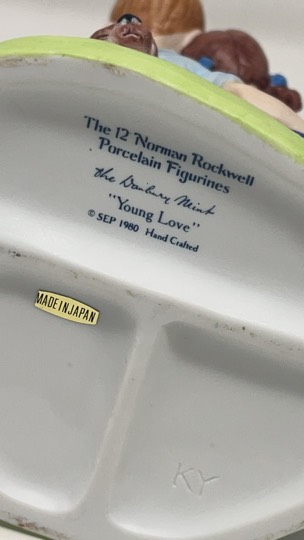 The 12 Norman Rockwell
Porcelain Figurines
the Danbury Mint
"Young Love"
© SEP 1980 Hand Crafted
MADE IN JAPAN
KY